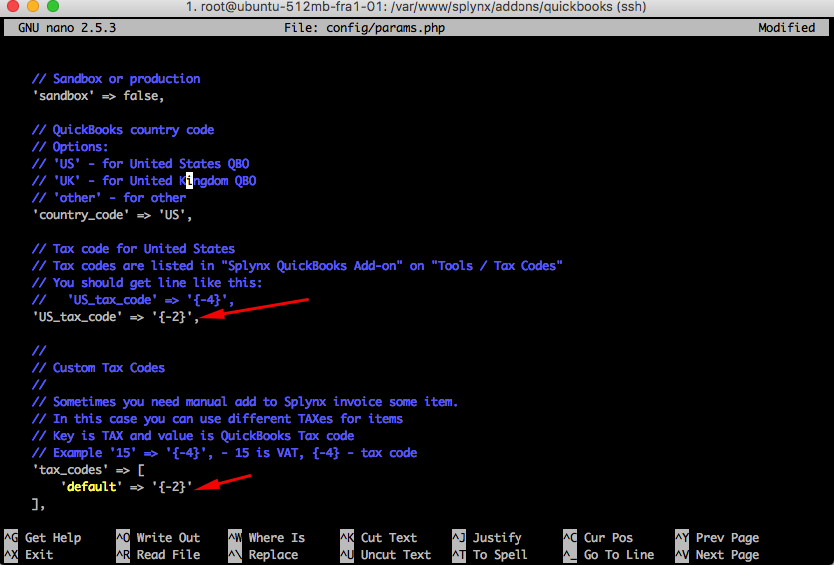 1. root@ubuntu-512mb-fra1-01: /var/www/splynx/addons/quickbooks (ssh)
GNU nano 2.5.3 File: config/params.php Modified
// Sandbox or production
'sandbox' => false,
// QuickBooks country code
// Options:
// 'US' - for United States QBO
// 'UK' - for United Kingdom QBO
// 'other' - for other
'country_code' => 'US',
// Tax code for United States
// Tax codes are listed in "Splynx QuickBooks Add-on" on "Tools / Tax Codes"
// You should get line like this:
//   'US_tax_code' => '{-4}',
'US_tax_code' => '{-2}',
//
// Custom Tax Codes
//
// Sometimes you need manual add to Splynx invoice some item.
// In this case you can use different TAXes for items
// Key is TAX and value is QuickBooks Tax code
// Example '15' => '{-4}', - 15 is VAT, {-4} - tax code
'tax_codes' => [
'default' => '{-2}'
],
^G Get Help ^O Write Out ^W Where Is ^K Cut Text ^J Justify ^C Cur Pos ^Y Prev Page
^X Exit ^R Read File ^\ Replace ^U Uncut Text ^T To Spell ^_ Go To Line ^V Next Page